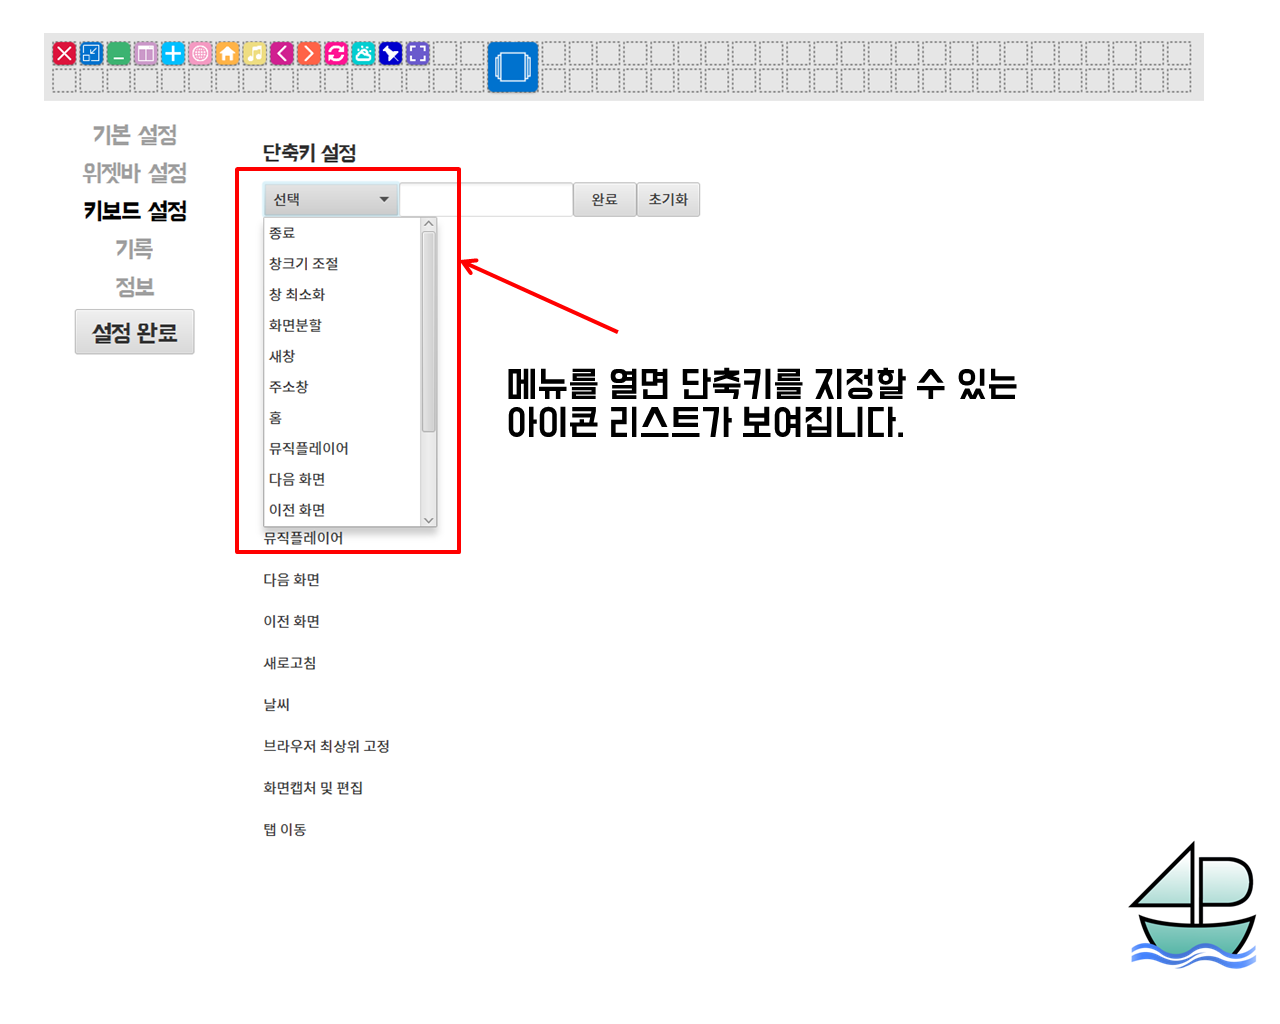 기본 설정
위젯바 설정
키보드 설정
기록
정보
설정 완료
단축키 설정
선택
완료
초기화
종료
창크기 조절
창 최소화
화면분할
새창
주소창
홈
뮤직플레이어
다음 화면
이전 화면
뮤직플레이어
다음 화면
이전 화면
새로고침
날씨
브라우저 최상위 고정
화면캡처 및 편집
탭 이동
메뉴를 열면 단축키를 지정할 수 있는
아이콘 리스트가 보여집니다.